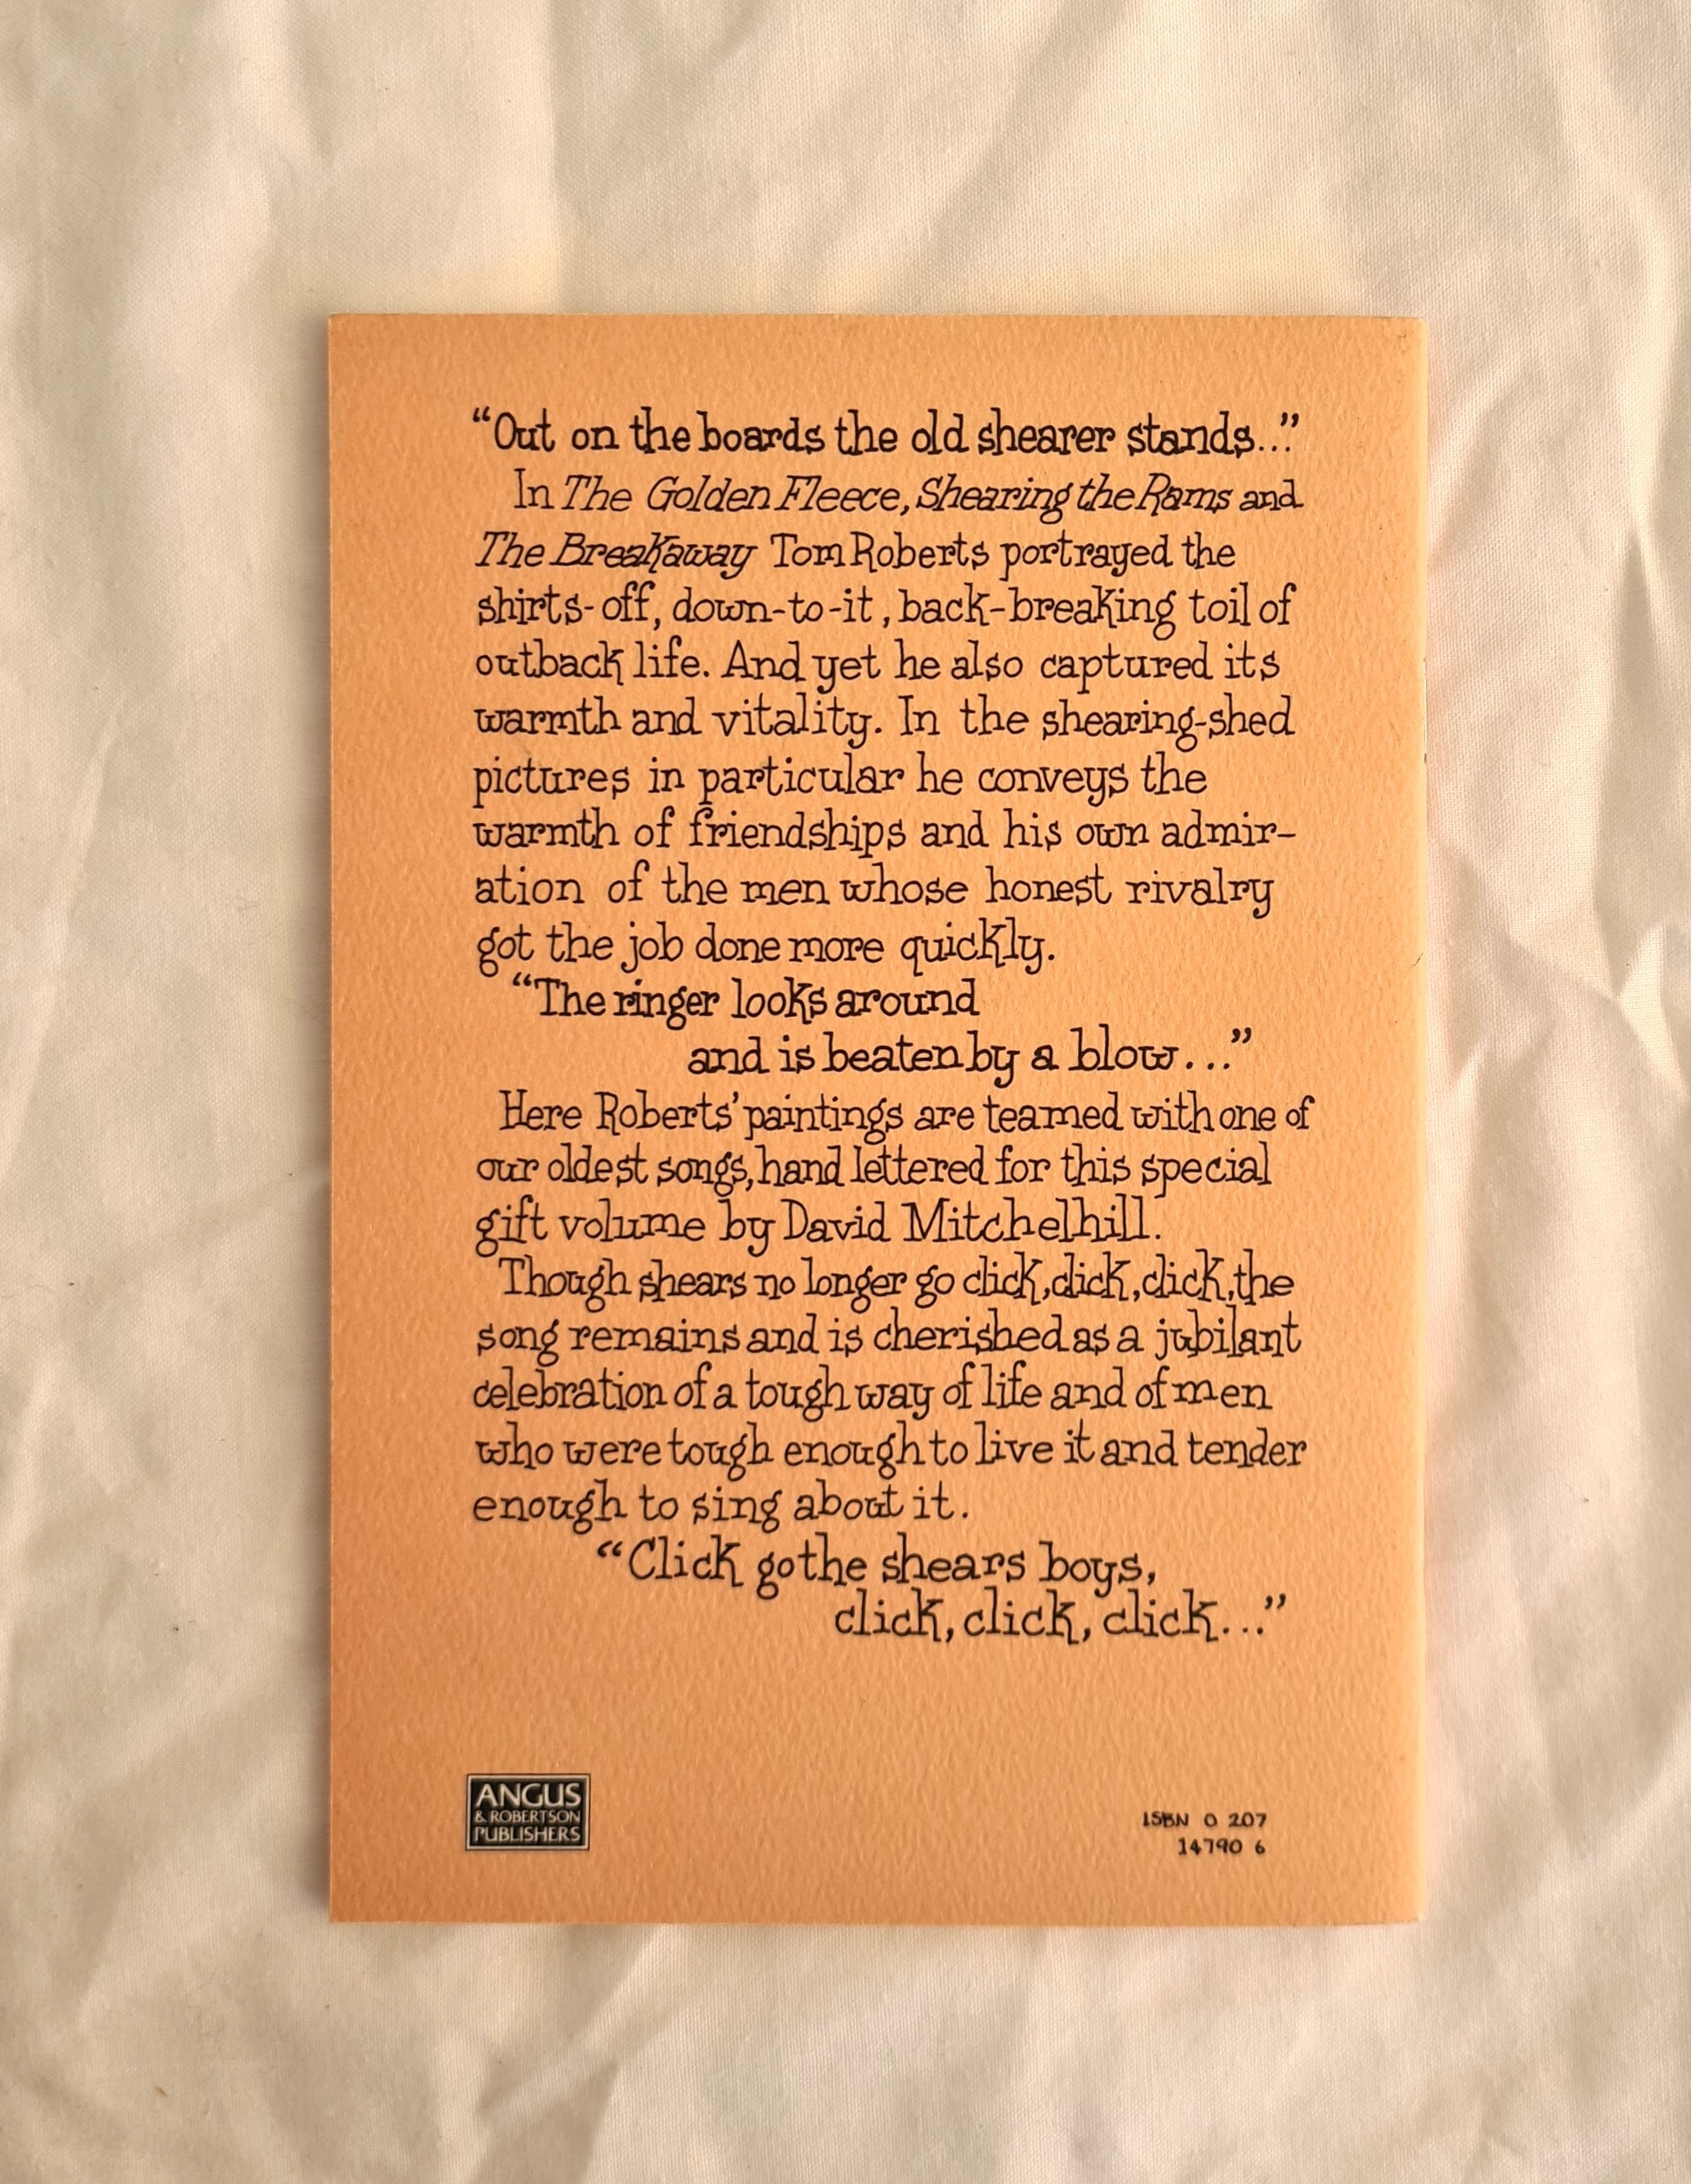 “Out on the boards the old shearer stands...”
In The Golden Fleece, Shearing the Rams and
The Breakaway Tom Roberts portrayed the
shirts-off, down-to-it, back-breaking toil of
outback life. And yet he also captured its
warmth and vitality. In the shearing-shed
pictures in particular he conveys the
warmth of friendships and his own admir-
ation of the men whose honest rivalry
got the job done more quickly.
“The ringer looks around
and is beaten by a blow...”
Here Roberts’ paintings are teamed with one of
our oldest songs, hand lettered for this special
gift volume by David Mitchelhill.
Though shears no longer go click, click, click, the
song remains and is cherished as a jubilant
celebration of a tough way of life and of men
who were tough enough to live it and tender
enough to sing about it.
“Click go the shears boys,
click, click, click...”
ANGUS
& ROBERTSON
PUBLISHERS
ISBN 0 207
14790 6